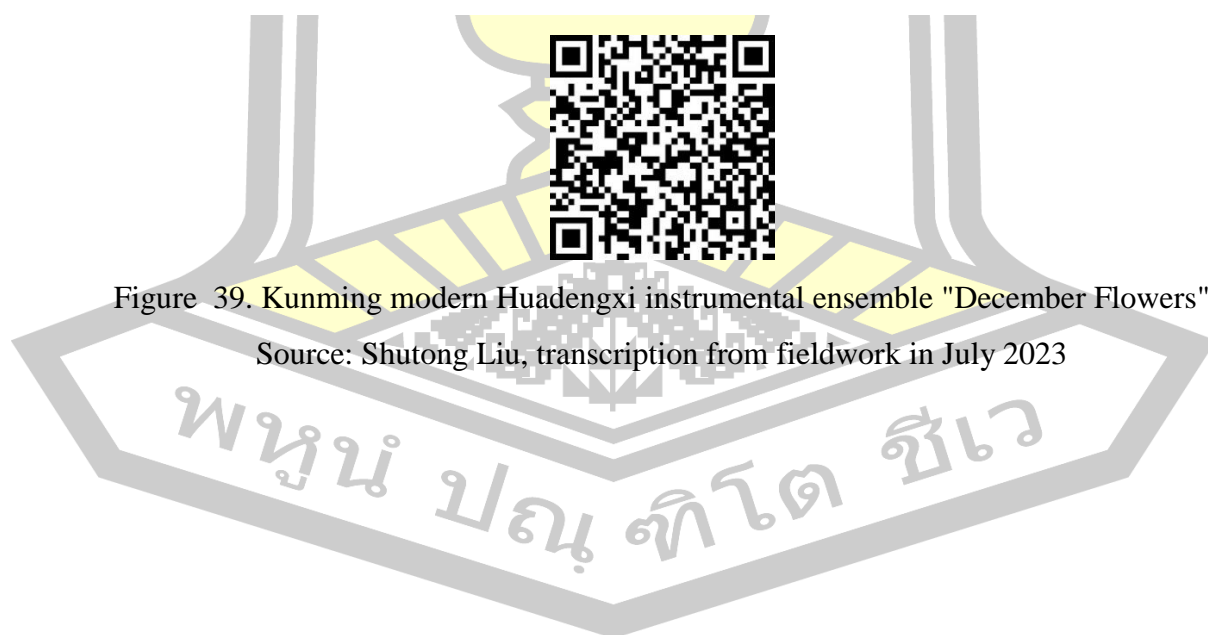 Figure 39. Kunming modern Huadengxi instrumental ensemble "December Flowers"
Source: Shutong Liu, transcription from fieldwork in July 2023
พหูนํ ปณฺฑิโต ชีเว